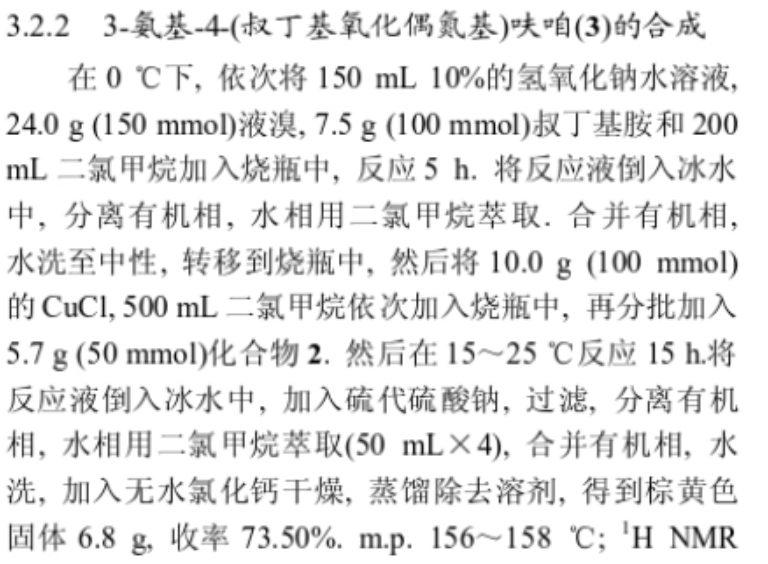 3.2.2 3-氨基-4-(叔丁基氧化偶氮基)呋咱(3)的合成
在 0 ℃下, 依次将 150 mL 10%的氢氧化钠水溶液,
24.0 g (150 mmol)液溴, 7.5 g (100 mmol)叔丁基胺和 200
mL 二氯甲烷加入烧瓶中, 反应 5 h. 将反应液倒入冰水
中, 分离有机相, 水相用二氯甲烷萃取. 合并有机相,
水洗至中性, 转移到烧瓶中, 然后将 10.0 g (100 mmol)
的 CuCl, 500 mL 二氯甲烷依次加入烧瓶中, 再分批加入
5.7 g (50 mmol)化合物 2. 然后在 15～25 ℃反应 15 h.将
反应液倒入冰水中, 加入硫代硫酸钠, 过滤, 分离有机
相, 水相用二氯甲烷萃取(50 mL×4), 合并有机相, 水
洗, 加入无水氯化钙干燥, 蒸馏除去溶剂, 得到棕黄色
固体 6.8 g, 收率 73.50%. m.p. 156～158 ℃; ¹H NMR